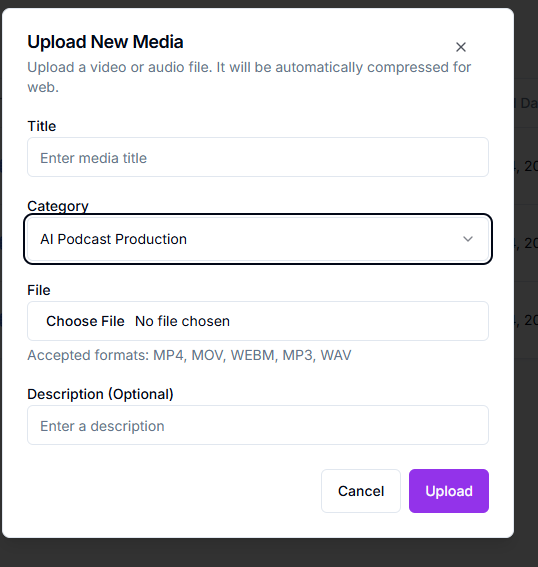 Upload New Media
Upload a video or audio file. It will be automatically compressed for
web.
Title
Enter media title
Category
AI Podcast Production
File
Choose File No file chosen
Accepted formats: MP4, MOV, WEBM, MP3, WAV
Description (Optional)
Enter a description
Cancel Upload